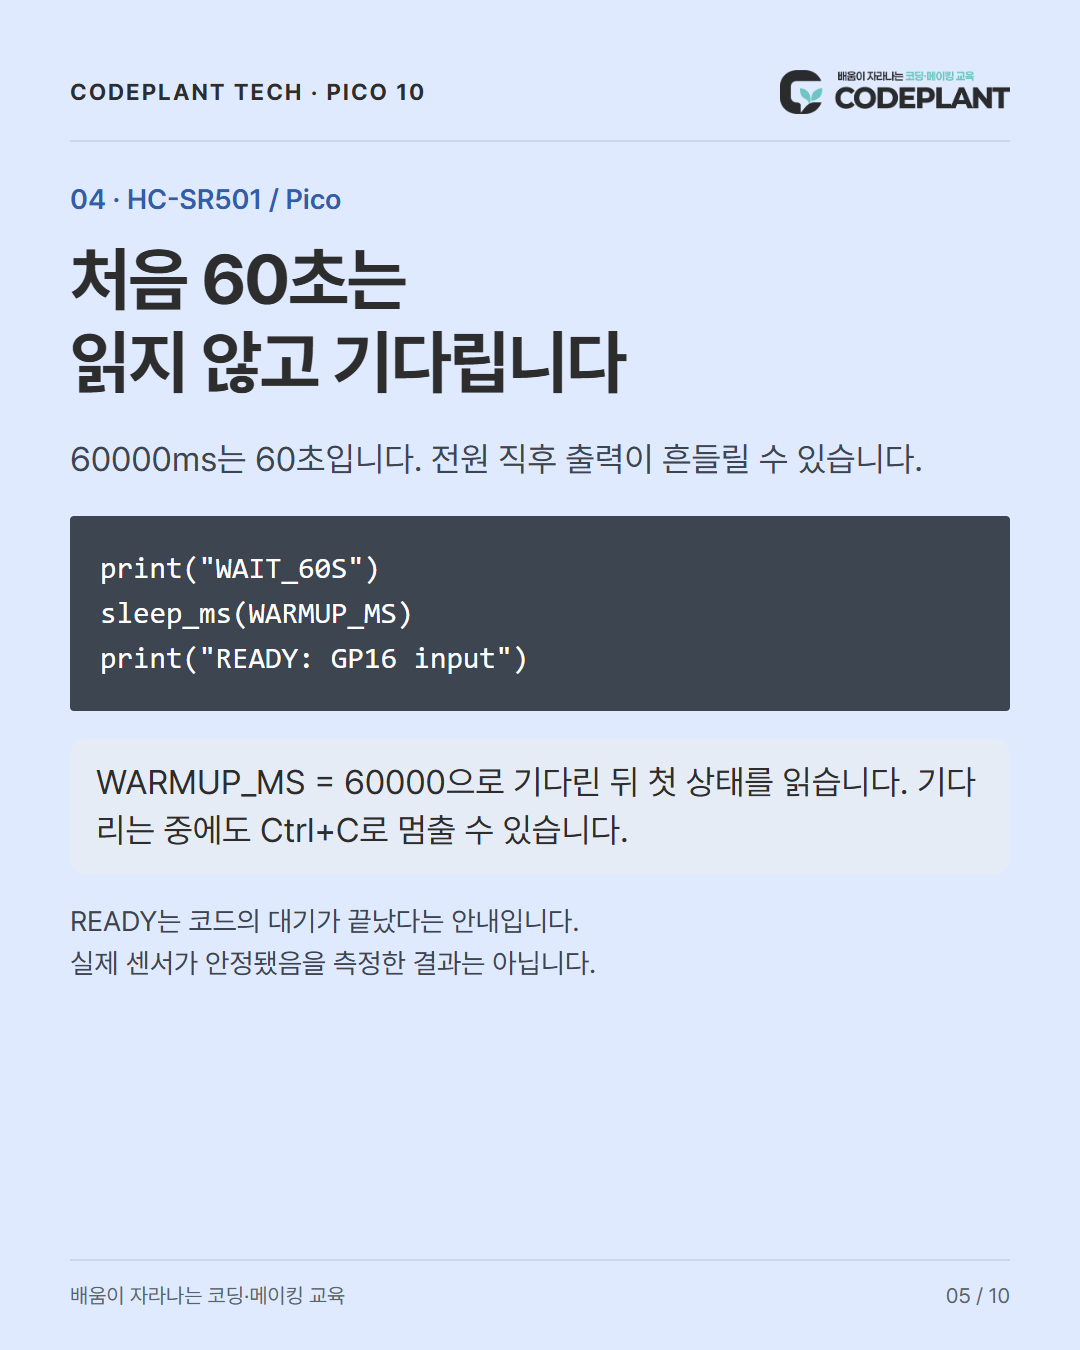 CODEPLANT TECH · PICO 10
배움이 자라나는 코딩·메이킹 교육
CODEPLANT
04 · HC-SR501 / Pico
처음 60초는
읽지 않고 기다립니다
60000ms는 60초입니다. 전원 직후 출력이 흔들릴 수 있습니다.
print("WAIT_60S")
sleep_ms(WARMUP_MS)
print("READY: GP16 input")
WARMUP_MS = 60000으로 기다린 뒤 첫 상태를 읽습니다. 기다
리는 중에도 Ctrl+C로 멈출 수 있습니다.
READY는 코드의 대기가 끝났다는 안내입니다.
실제 센서가 안정됐음을 측정한 결과는 아닙니다.
배움이 자라나는 코딩·메이킹 교육
05 / 10